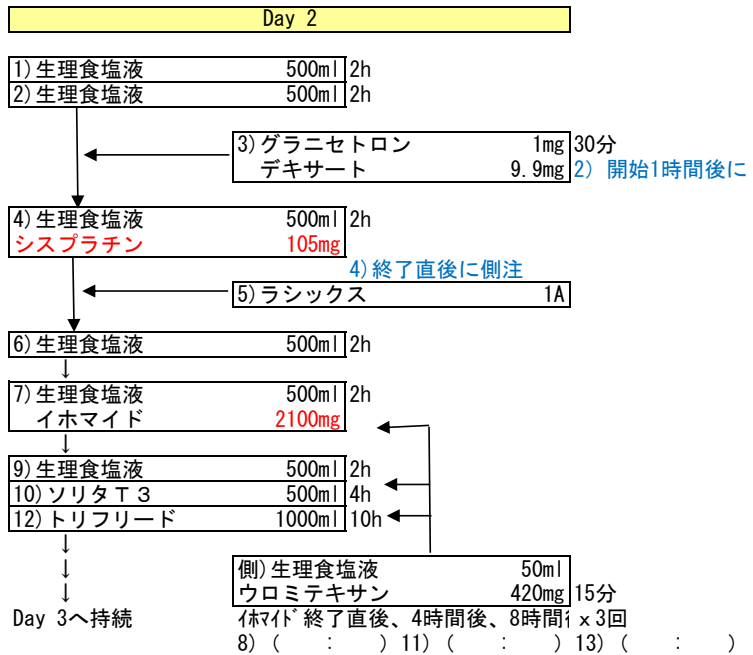 Day 2
1)生理食塩液 500ml 2h
2)生理食塩液 500ml 2h
3)グラニセトロン 1mg 30分
デキサート 9.9mg 2) 開始1時間後に
4)生理食塩液 500ml 2h
シスプラチン 105mg
4)終了直後に側注
5)ラシックス 1A
6)生理食塩液 500ml 2h
↓
7)生理食塩液 500ml 2h
イホマイド 2100mg
↓
9)生理食塩液 500ml 2h
10)ソリタT3 500ml 4h
12)トリフリード 1000ml 10h
↓
↓
側)生理食塩液 50ml
↓ ウロミテキサン 420mg 15分
Day 3へ持続 イホマイド終了直後、4時間後、8時間 x 3回
8) ( : ) 11) ( : ) 13) ( : )